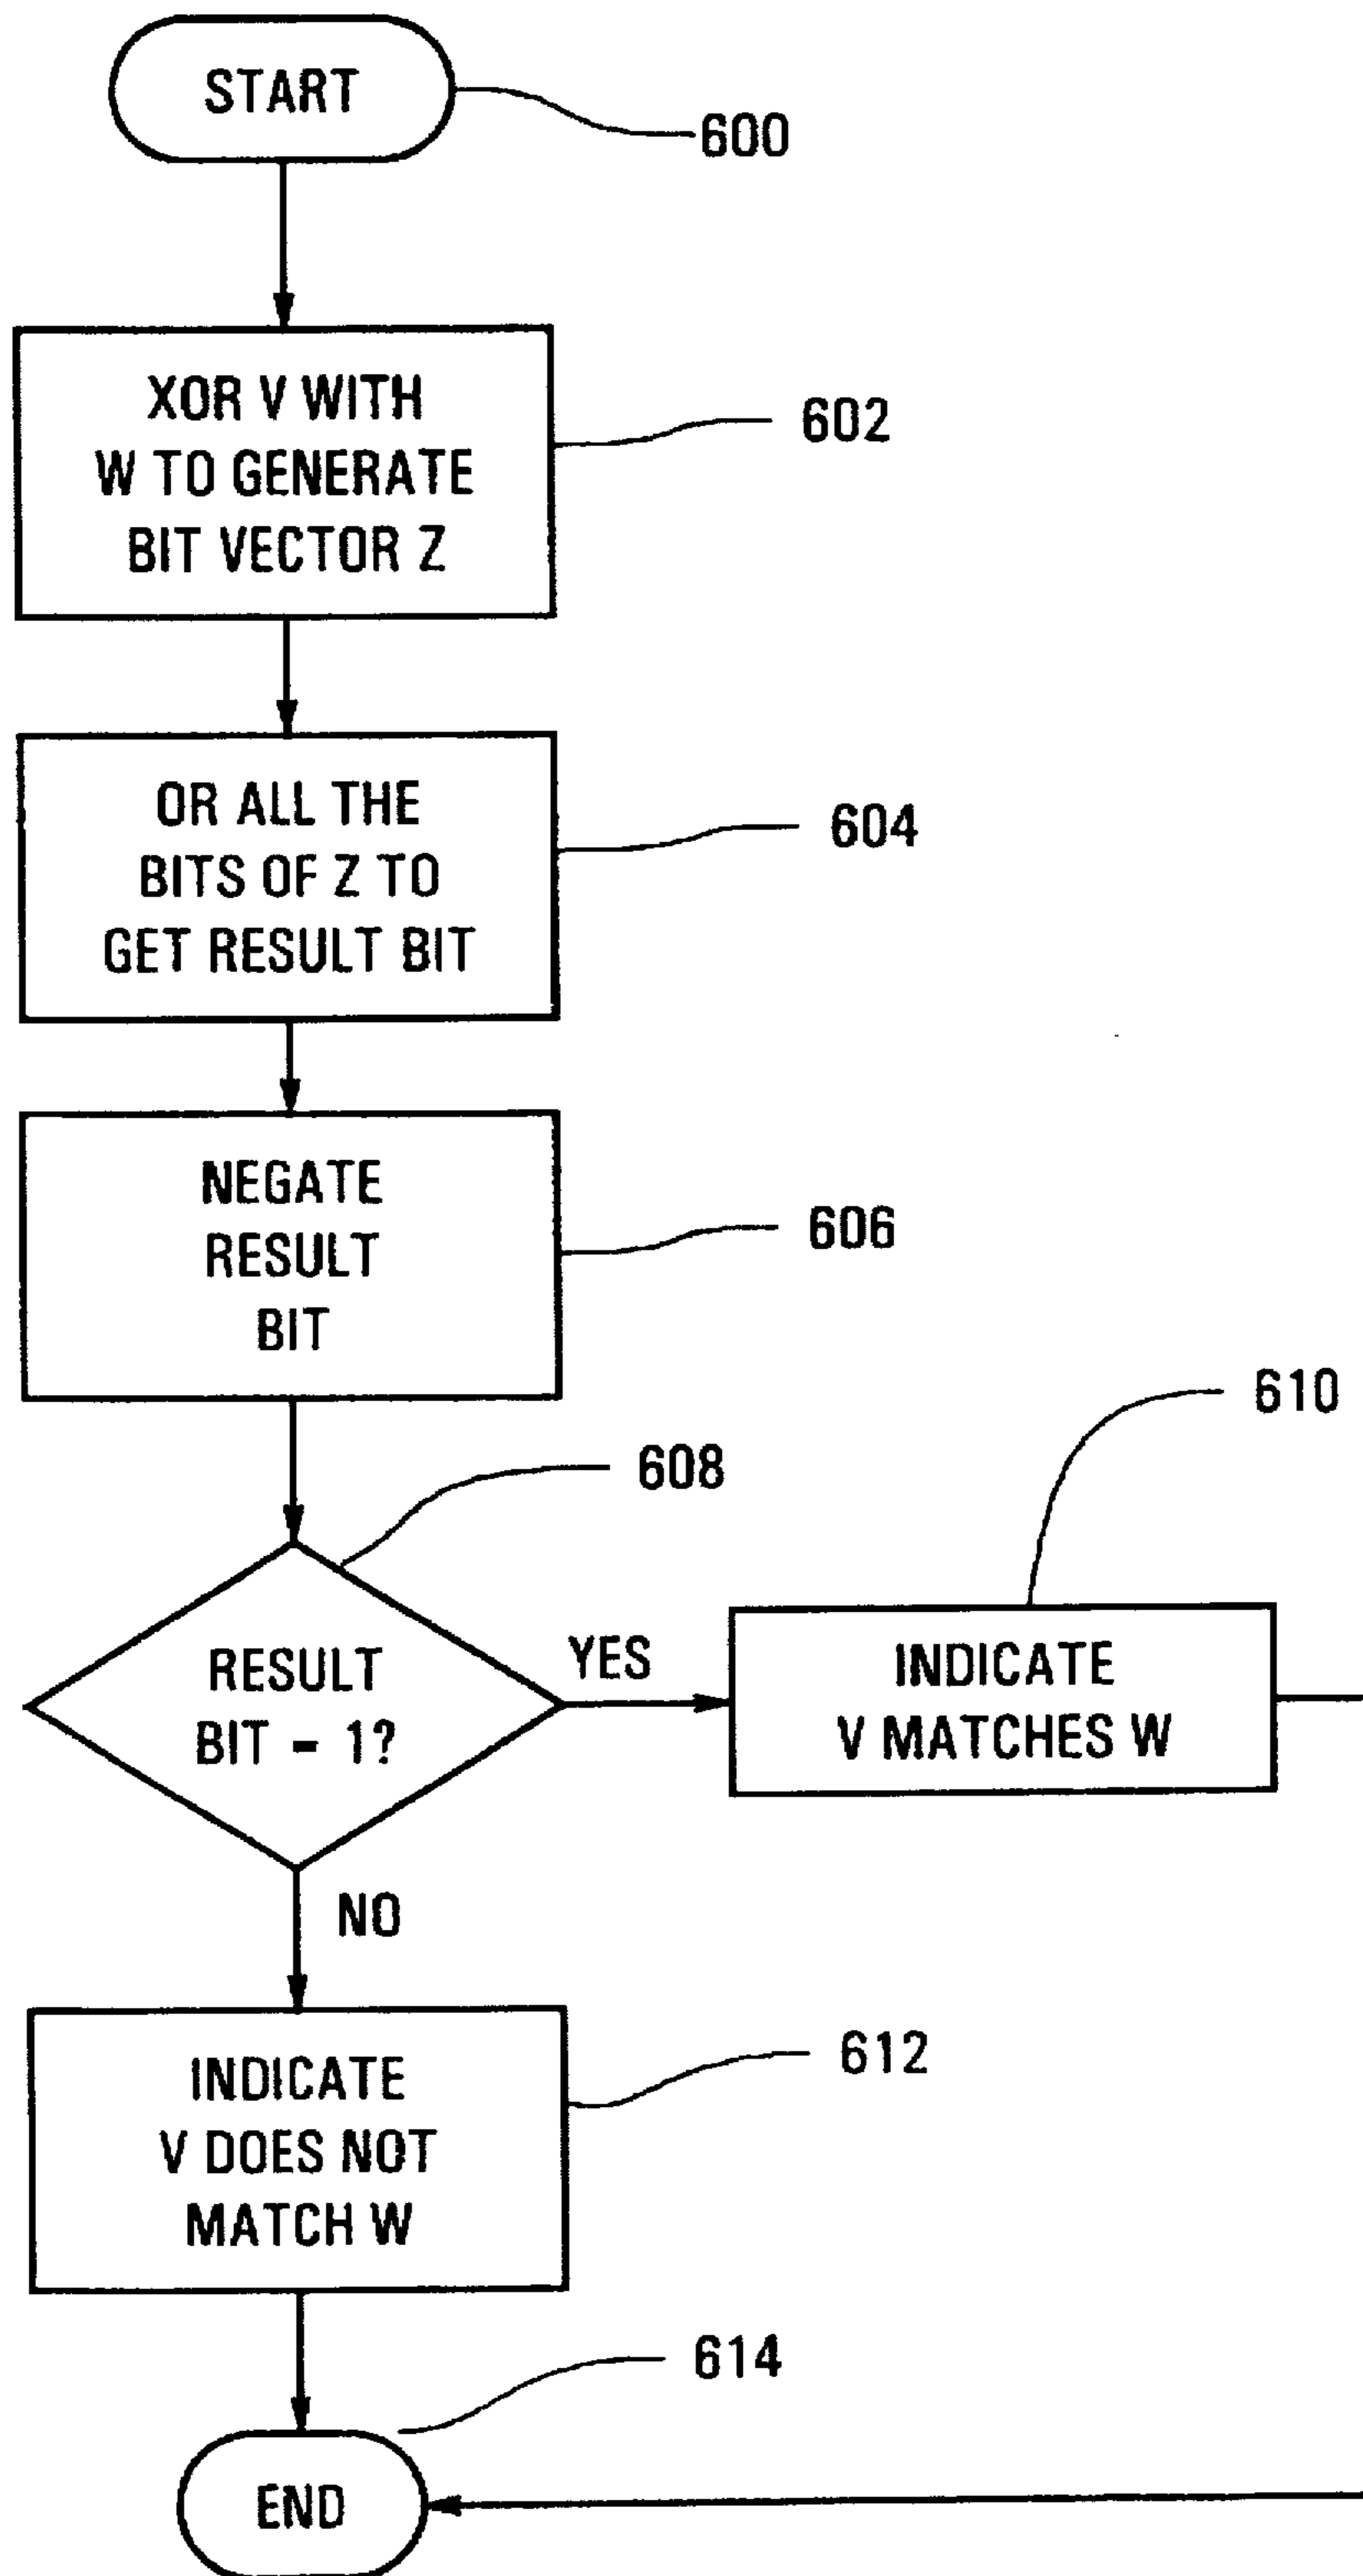 START
600
XOR V WITH
W TO GENERATE
BIT VECTOR Z
602
OR ALL THE
BITS OF Z TO
GET RESULT BIT
604
NEGATE
RESULT
BIT
606
608
610
RESULT
BIT = 1?
YES
INDICATE
V MATCHES W
NO
INDICATE
V DOES NOT
MATCH W
612
614
END